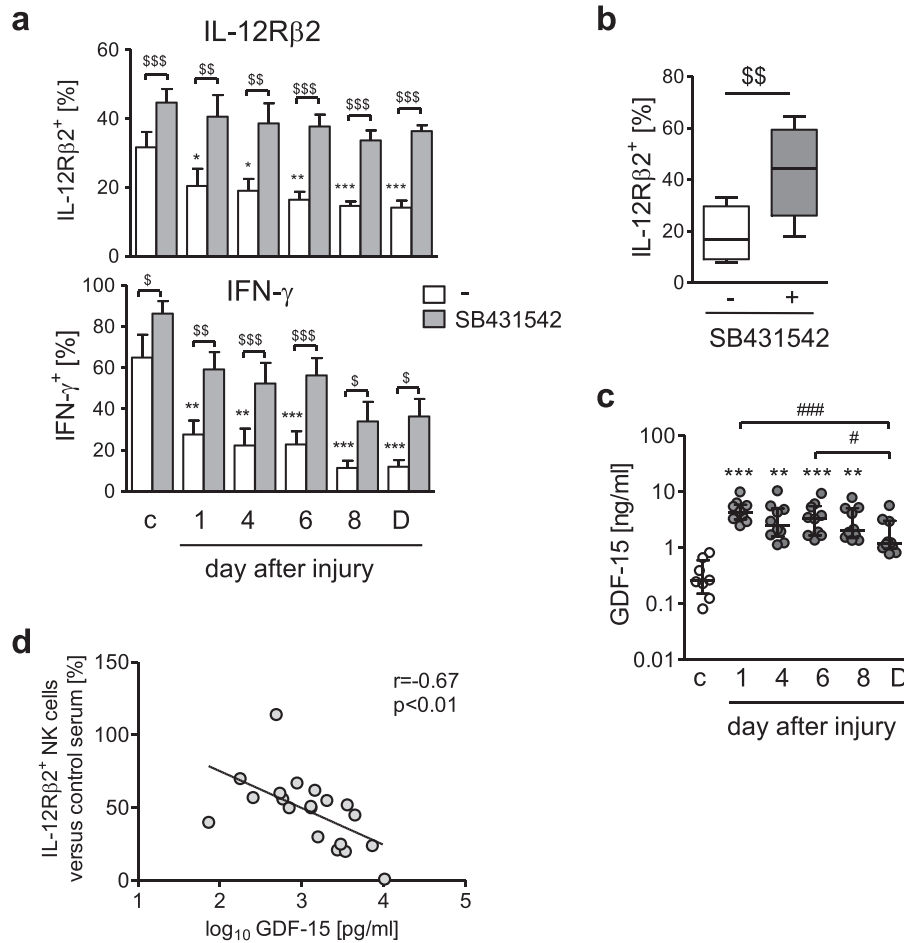 a
IL-12Rβ2
IL-12Rβ2+ [%]
60
40
20
0
$$$
$$
$$
$$$
$$$
$$$
*
*
**
***
***
IFN-γ
IFN-γ+ [%]
100
80
60
40
20
0
$
$$
$$$
$$$
$
$
**
**
***
***
***
c 1 4 6 8 D
day after injury
-
SB431542
b
IL-12Rβ2+ [%]
80
60
40
20
0
$$
- +
SB431542
c
GDF-15 [ng/ml]
100
10
1
0.1
0.01
###
#
*** ** *** **
c 1 4 6 8 D
day after injury
d
IL-12Rβ2+ NK cells
versus control serum [%]
150
100
50
0
r=-0.67
p<0.01
1 2 3 4 5
log10 GDF-15 [pg/ml]